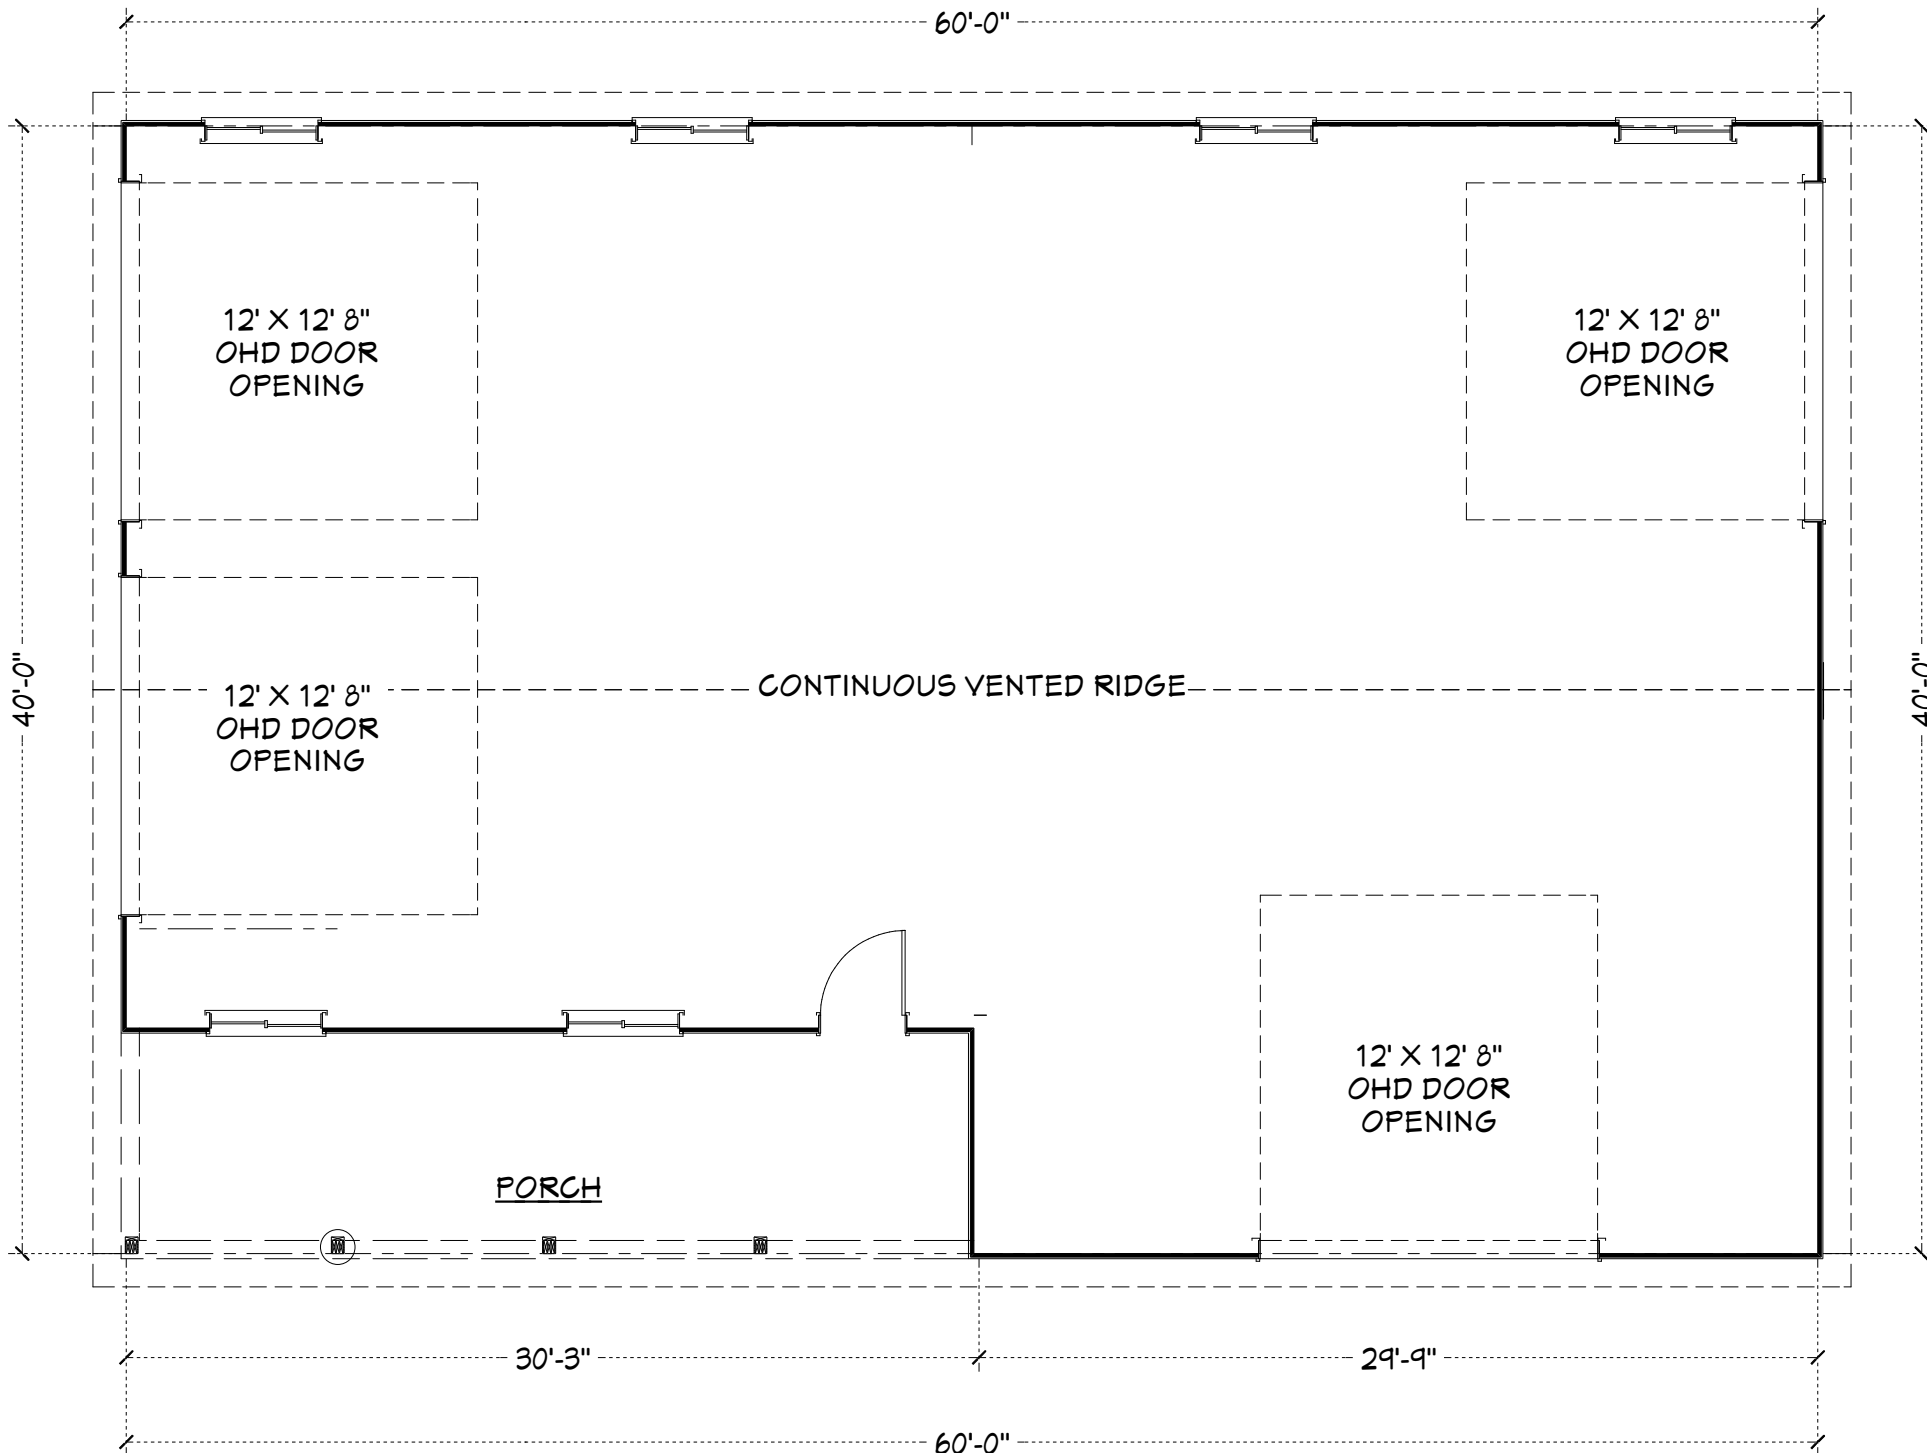 60'-0"
12' X 12' 8"
OHD DOOR
OPENING
12' X 12' 8"
OHD DOOR
OPENING
40'-0"
12' X 12' 8"
OHD DOOR
OPENING
CONTINUOUS VENTED RIDGE
40'-0"
12' X 12' 8"
OHD DOOR
OPENING
PORCH
30'-3"
29'-9"
60'-0"